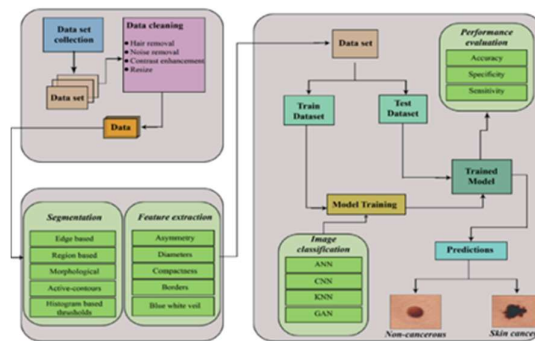 Data set
collection
Data set
Data cleaning
Hair removal
Noise removal
Contrast enhancement
Resize
Data
Segmentation
Edge based
Region based
Morphological
Active-contours
Histogram based
thresholds
Feature extraction
Asymmetry
Diameters
Compactness
Borders
Blue white veil
Data set
Train
Dataset
Test
Dataset
Performance
evaluation
Accuracy
Specificity
Sensitivity
Trained
Model
Model Training
Image
classification
ANN
CNN
KNN
GAN
Predictions
Non-cancerous
Skin cancer